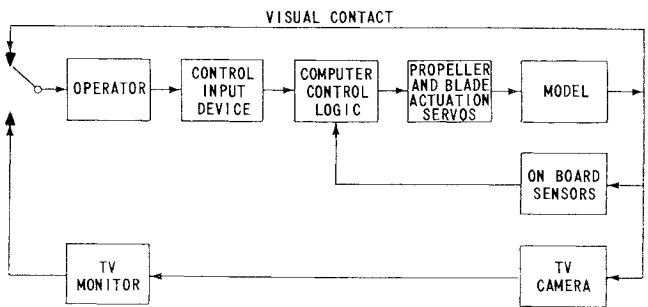 VISUAL CONTACT
OPERATOR
CONTROL
INPUT
DEVICE
COMPUTER
CONTROL
LOGIC
PROPELLER
AND BLADE
ACTUATION
SERVOS
MODEL
ON BOARD
SENSORS
TV
MONITOR
TV
CAMERA